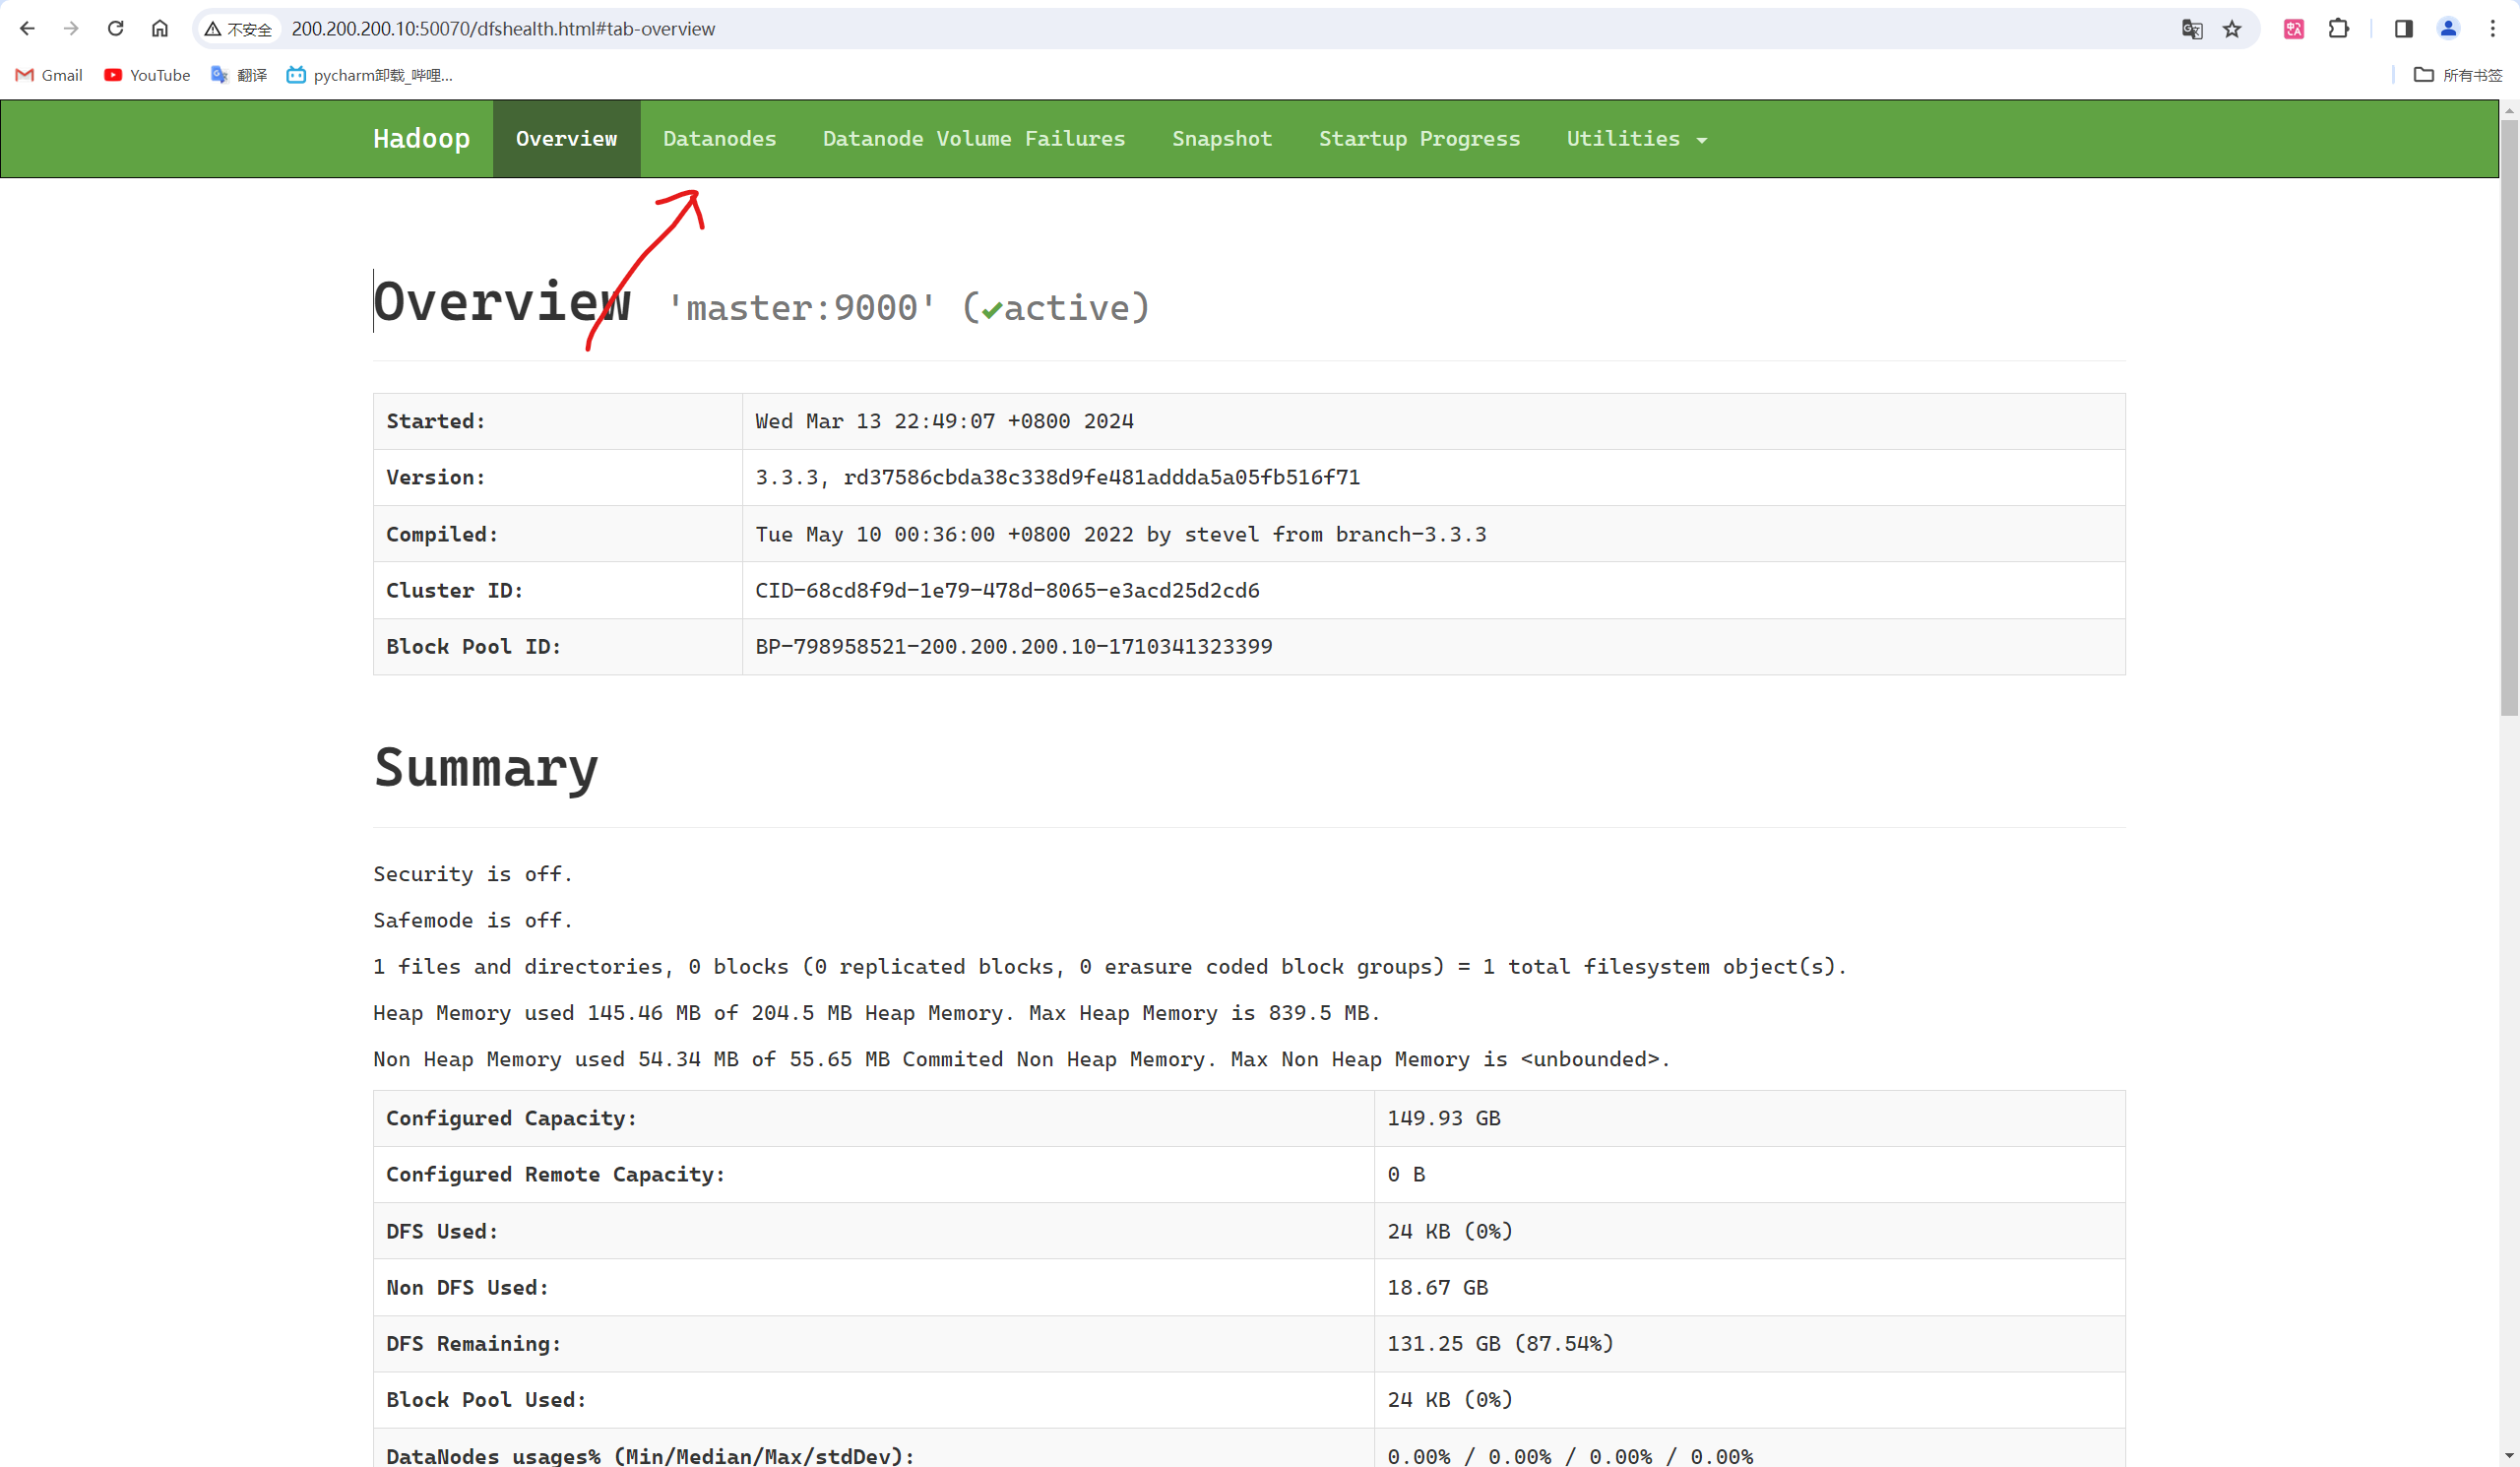 不安全 200.200.200.10:50070/dfshealth.html#tab-overview
Gmail YouTube 翻译 pycharm卸载_哔哩... 所有书签
Hadoop Overview Datanodes Datanode Volume Failures Snapshot Startup Progress Utilities
Overview 'master:9000' (✔active)
Started: Wed Mar 13 22:49:07 +0800 2024
Version: 3.3.3, rd37586cbda38c338d9fe481addda5a05fb516f71
Compiled: Tue May 10 00:36:00 +0800 2022 by stevel from branch-3.3.3
Cluster ID: CID-68cd8f9d-1e79-478d-8065-e3acd25d2cd6
Block Pool ID: BP-798958521-200.200.200.10-1710341323399
Summary
Security is off.
Safemode is off.
1 files and directories, 0 blocks (0 replicated blocks, 0 erasure coded block groups) = 1 total filesystem object(s).
Heap Memory used 145.46 MB of 204.5 MB Heap Memory. Max Heap Memory is 839.5 MB.
Non Heap Memory used 54.34 MB of 55.65 MB Commited Non Heap Memory. Max Non Heap Memory is <unbounded>.
Configured Capacity: 149.93 GB
Configured Remote Capacity: 0 B
DFS Used: 24 KB (0%)
Non DFS Used: 18.67 GB
DFS Remaining: 131.25 GB (87.54%)
Block Pool Used: 24 KB (0%)
DataNodes usages% (Min/Median/Max/stdDev): 0.00% / 0.00% / 0.00% / 0.00%